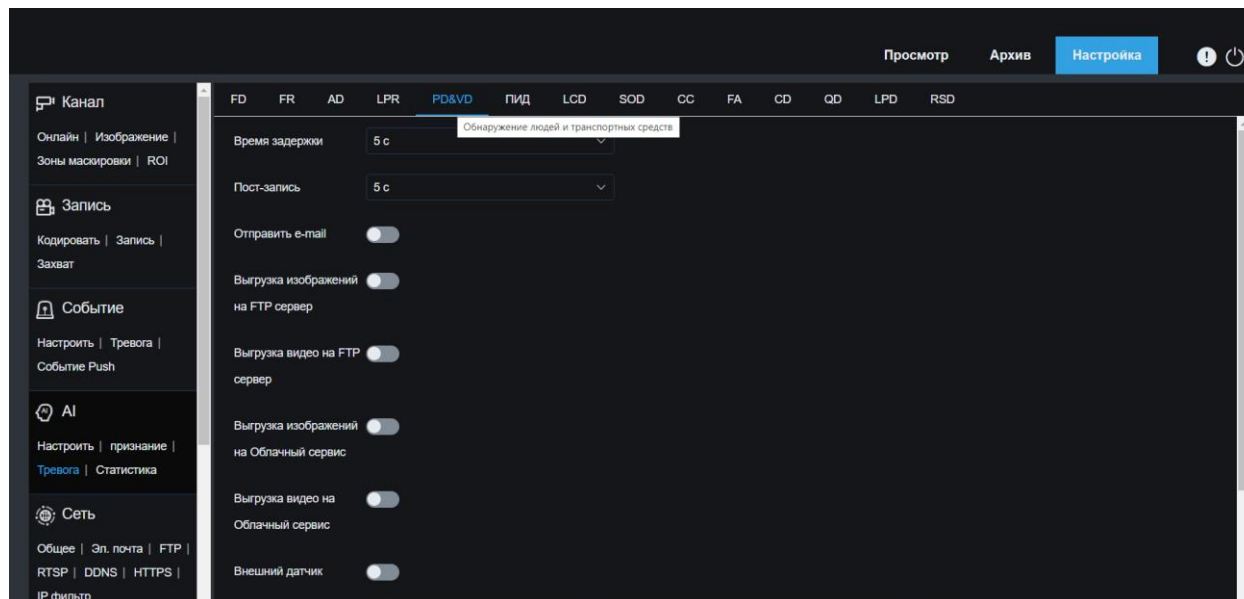 Просмотр Архив Настройка
Канал
Онлайн | Изображение |
Зоны маскировки | ROI
Запись
Кодировать | Запись |
Захват
Событие
Настроить | Тревога |
Событие Push
AI
Настроить | признание |
Тревога | Статистика
Сеть
Общее | Эл. почта | FTP |
RTSP | DDNS | HTTPS |
IP фильтр
FD FR AD LPR PD&VD ПИД LCD SOD CC FA CD QD LPD RSD
Обнаружение людей и транспортных средств
Время задержки 5 с
Пост-запись 5 с
Отправить e-mail
Выгрузка изображений
на FTP сервер
Выгрузка видео на FTP
сервер
Выгрузка изображений
на Облачный сервис
Выгрузка видео на
Облачный сервис
Внешний датчик